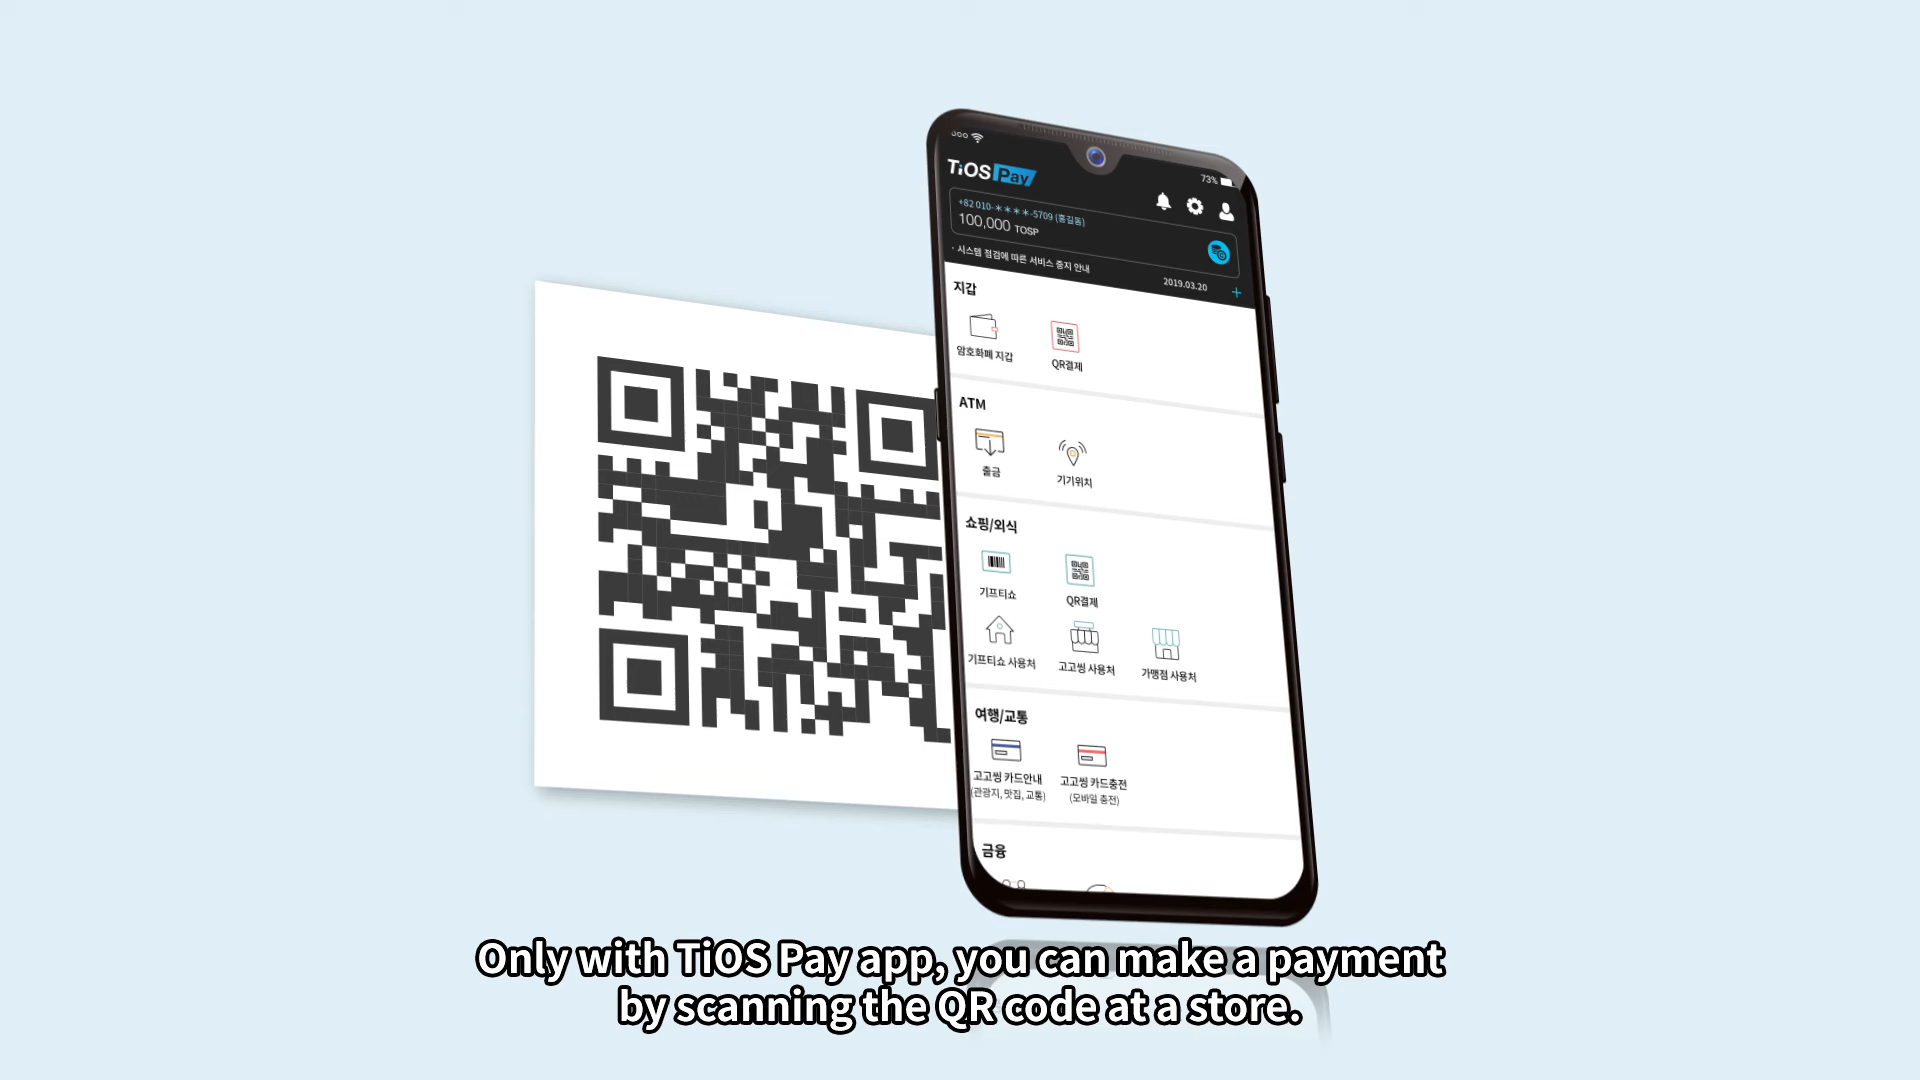 73%
TiOS Pay
+82 010-****-5709 (홍길동)
100,000 TOSP
· 시스템 점검에 따른 서비스 중지 안내 2019.03.20 +
지갑
암호화폐 지갑 QR결제
ATM
출금 기기위치
쇼핑/외식
기프티쇼 QR결제
기프티쇼 사용처 고고씽 사용처 가맹점 사용처
여행/교통
고고씽 카드안내 고고씽 카드충전
(관광지, 맛집, 교통) (모바일 충전)
금융
Only with TiOS Pay app, you can make a payment
by scanning the QR code at a store.